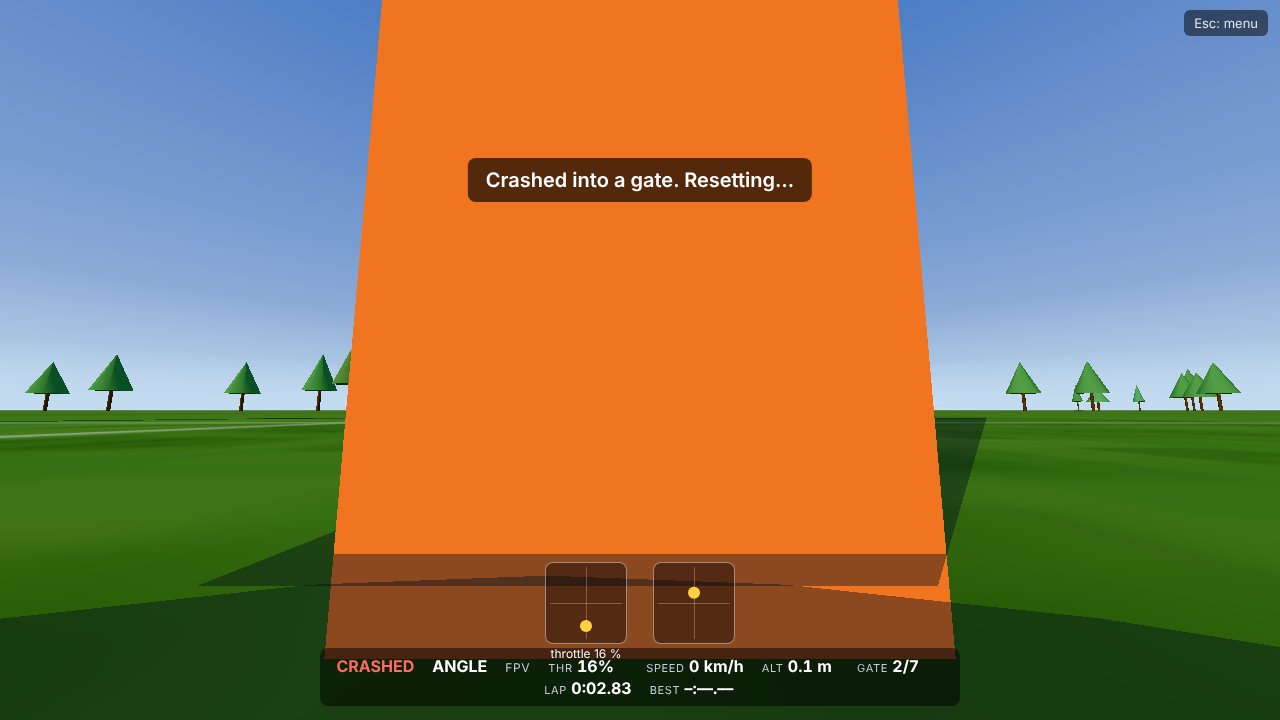 Esc: menu
Crashed into a gate. Resetting…
throttle 16 %
CRASHED ANGLE FPV THR 16% SPEED 0 km/h ALT 0.1 m GATE 2/7
LAP 0:02.83 BEST –:––.––